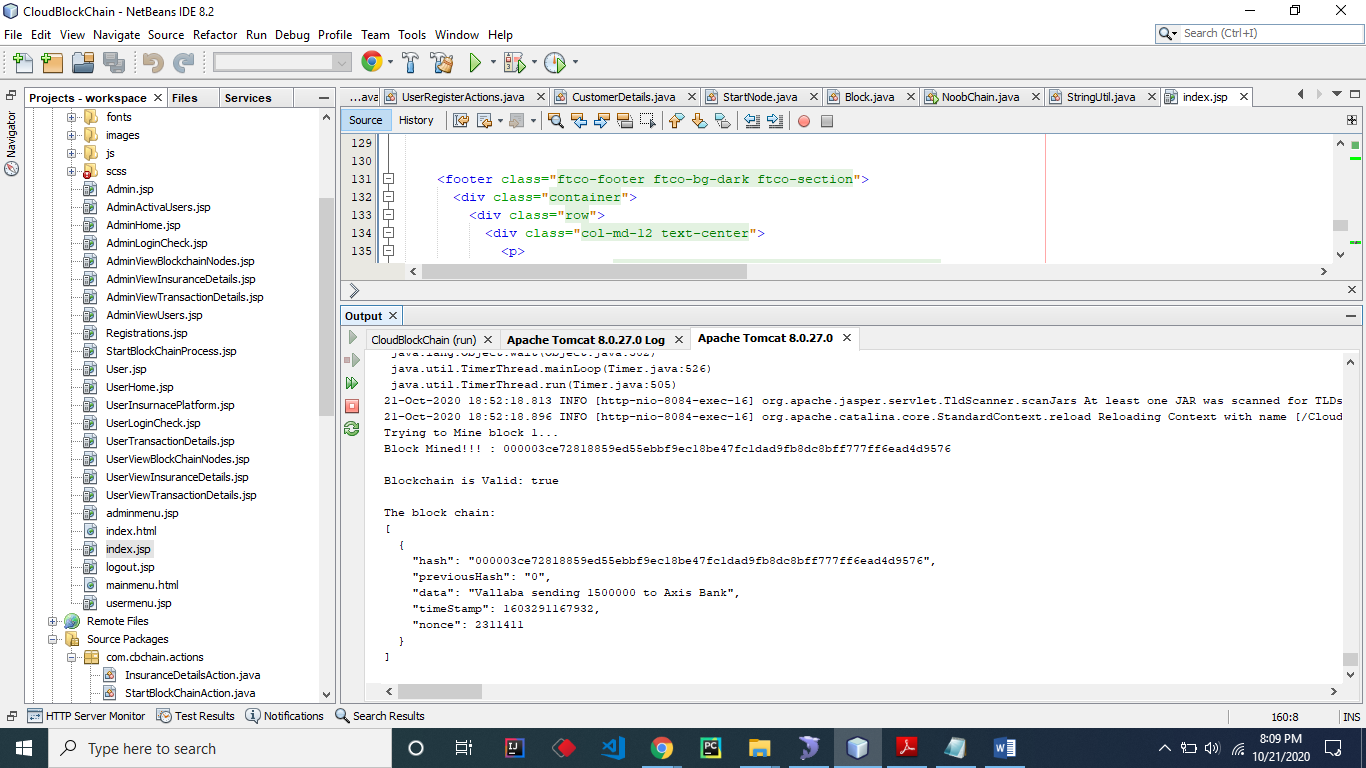 CloudBlockChain - NetBeans IDE 8.2
File Edit View Navigate Source Refactor Run Debug Profile Team Tools Window Help
Search (Ctrl+I)
Projects - workspace
Files
Services
Navigator
fonts
images
js
scss
Admin.jsp
AdminActivaUsers.jsp
AdminHome.jsp
AdminLoginCheck.jsp
AdminViewBlockchainNodes.jsp
AdminViewInsuranceDetails.jsp
AdminViewTransactionDetails.jsp
AdminViewUsers.jsp
Registrations.jsp
StartBlockChainProcess.jsp
User.jsp
UserHome.jsp
UserInsurnacePlatform.jsp
UserLoginCheck.jsp
UserTransactionDetails.jsp
UserViewBlockChainNodes.jsp
UserViewInsuranceDetails.jsp
UserViewTransactionDetails.jsp
adminmenu.jsp
index.html
index.jsp
logout.jsp
mainmenu.html
usermenu.jsp
Remote Files
Source Packages
com.cbchain.actions
InsuranceDetailsAction.java
StartBlockChainAction.java
...ava UserRegisterActions.java CustomerDetails.java StartNode.java Block.java NoobChain.java StringUtil.java index.jsp
Source History
129
130
131 <footer class="ftco-footer ftco-bg-dark ftco-section">
132 <div class="container">
133 <div class="row">
134 <div class="col-md-12 text-center">
135 <p>
Output
CloudBlockChain (run) Apache Tomcat 8.0.27.0 Log Apache Tomcat 8.0.27.0
java.lang.Object.wait(Object.java:502)
java.util.TimerThread.mainLoop(Timer.java:526)
java.util.TimerThread.run(Timer.java:505)
21-Oct-2020 18:52:18.813 INFO [http-nio-8084-exec-16] org.apache.jasper.servlet.TldScanner.scanJars At least one JAR was scanned for TLDs
21-Oct-2020 18:52:18.896 INFO [http-nio-8084-exec-16] org.apache.catalina.core.StandardContext.reload Reloading Context with name [/Cloud
Trying to Mine block 1...
Block Mined!!! : 000003ce72818859ed55ebbf9ec18be47fc1dad9fb8dc8bff777ff6ead4d9576
Blockchain is Valid: true
The block chain:
[
{
"hash": "000003ce72818859ed55ebbf9ec18be47fc1dad9fb8dc8bff777ff6ead4d9576",
"previousHash": "0",
"data": "Vallaba sending 1500000 to Axis Bank",
"timeStamp": 1603291167932,
"nonce": 2311411
}
]
HTTP Server Monitor Test Results Notifications Search Results
160:8 INS
Type here to search
8:09 PM
10/21/2020